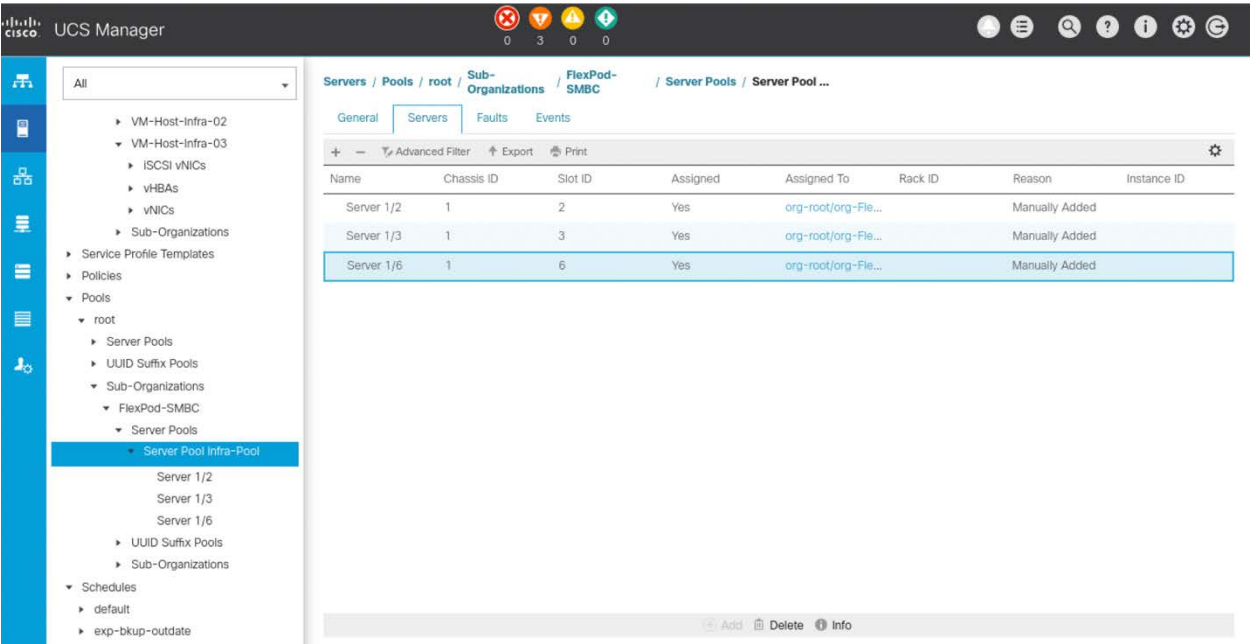 CISCO. UCS Manager
0 3 0 0
All
VM-Host-Infra-02
VM-Host-Infra-03
iSCSI vNICs
vHBAs
vNICs
Sub-Organizations
Service Profile Templates
Policies
Pools
root
Server Pools
UUID Suffix Pools
Sub-Organizations
FlexPod-SMBC
Server Pools
Server Pool Infra-Pool
Server 1/2
Server 1/3
Server 1/6
UUID Suffix Pools
Sub-Organizations
Schedules
default
exp-bkup-outdate
Servers / Pools / root / Sub-Organizations / FlexPod-SMBC / Server Pools / Server Pool ...
General Servers Faults Events
+ − Advanced Filter Export Print
Name Chassis ID Slot ID Assigned Assigned To Rack ID Reason Instance ID
Server 1/2 1 2 Yes org-root/org-Fle... Manually Added
Server 1/3 1 3 Yes org-root/org-Fle... Manually Added
Server 1/6 1 6 Yes org-root/org-Fle... Manually Added
Add Delete Info